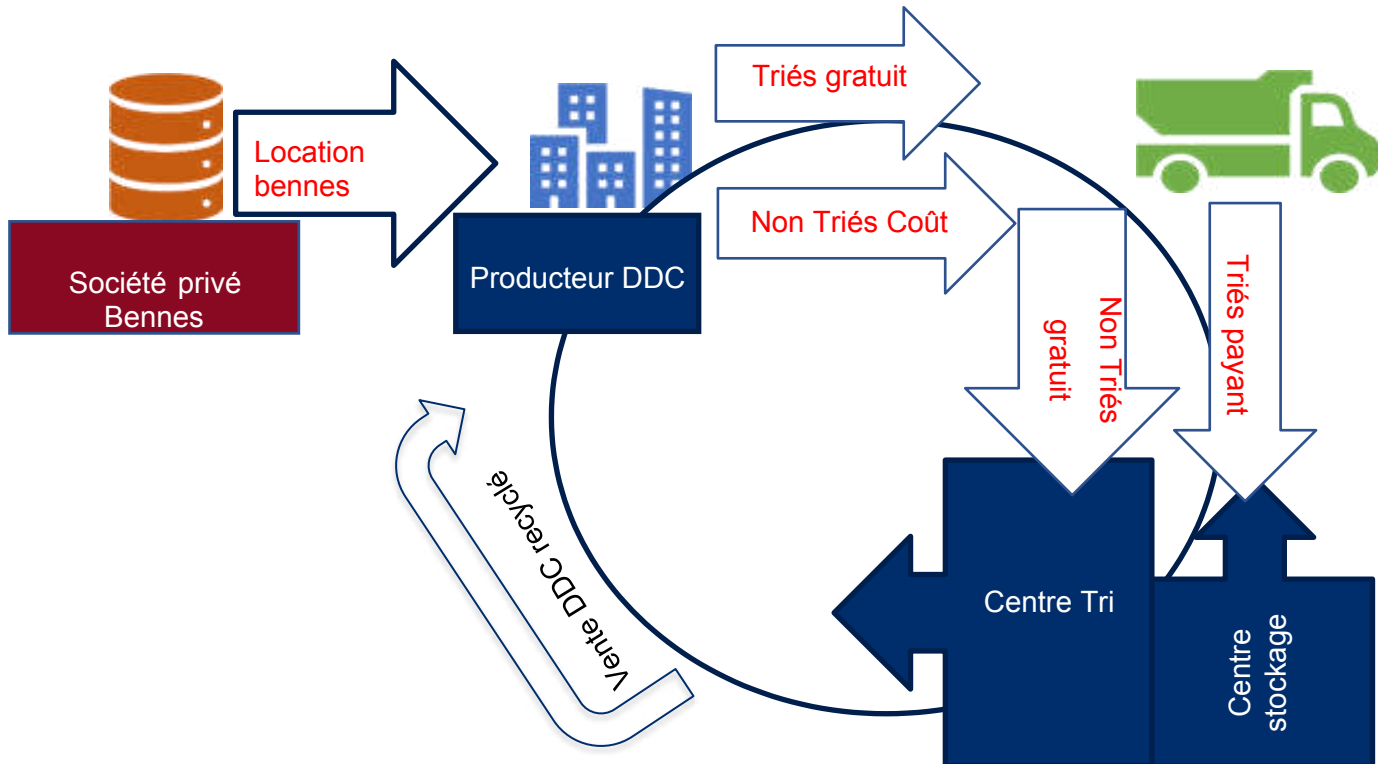 Triés gratuit
Location
bennes
Non Triés Coût
Société privé
Bennes
Producteur DDC
Non Triés
gratuit
Triés payant
Vente DDC recyclé
Centre Tri
Centre
stockage